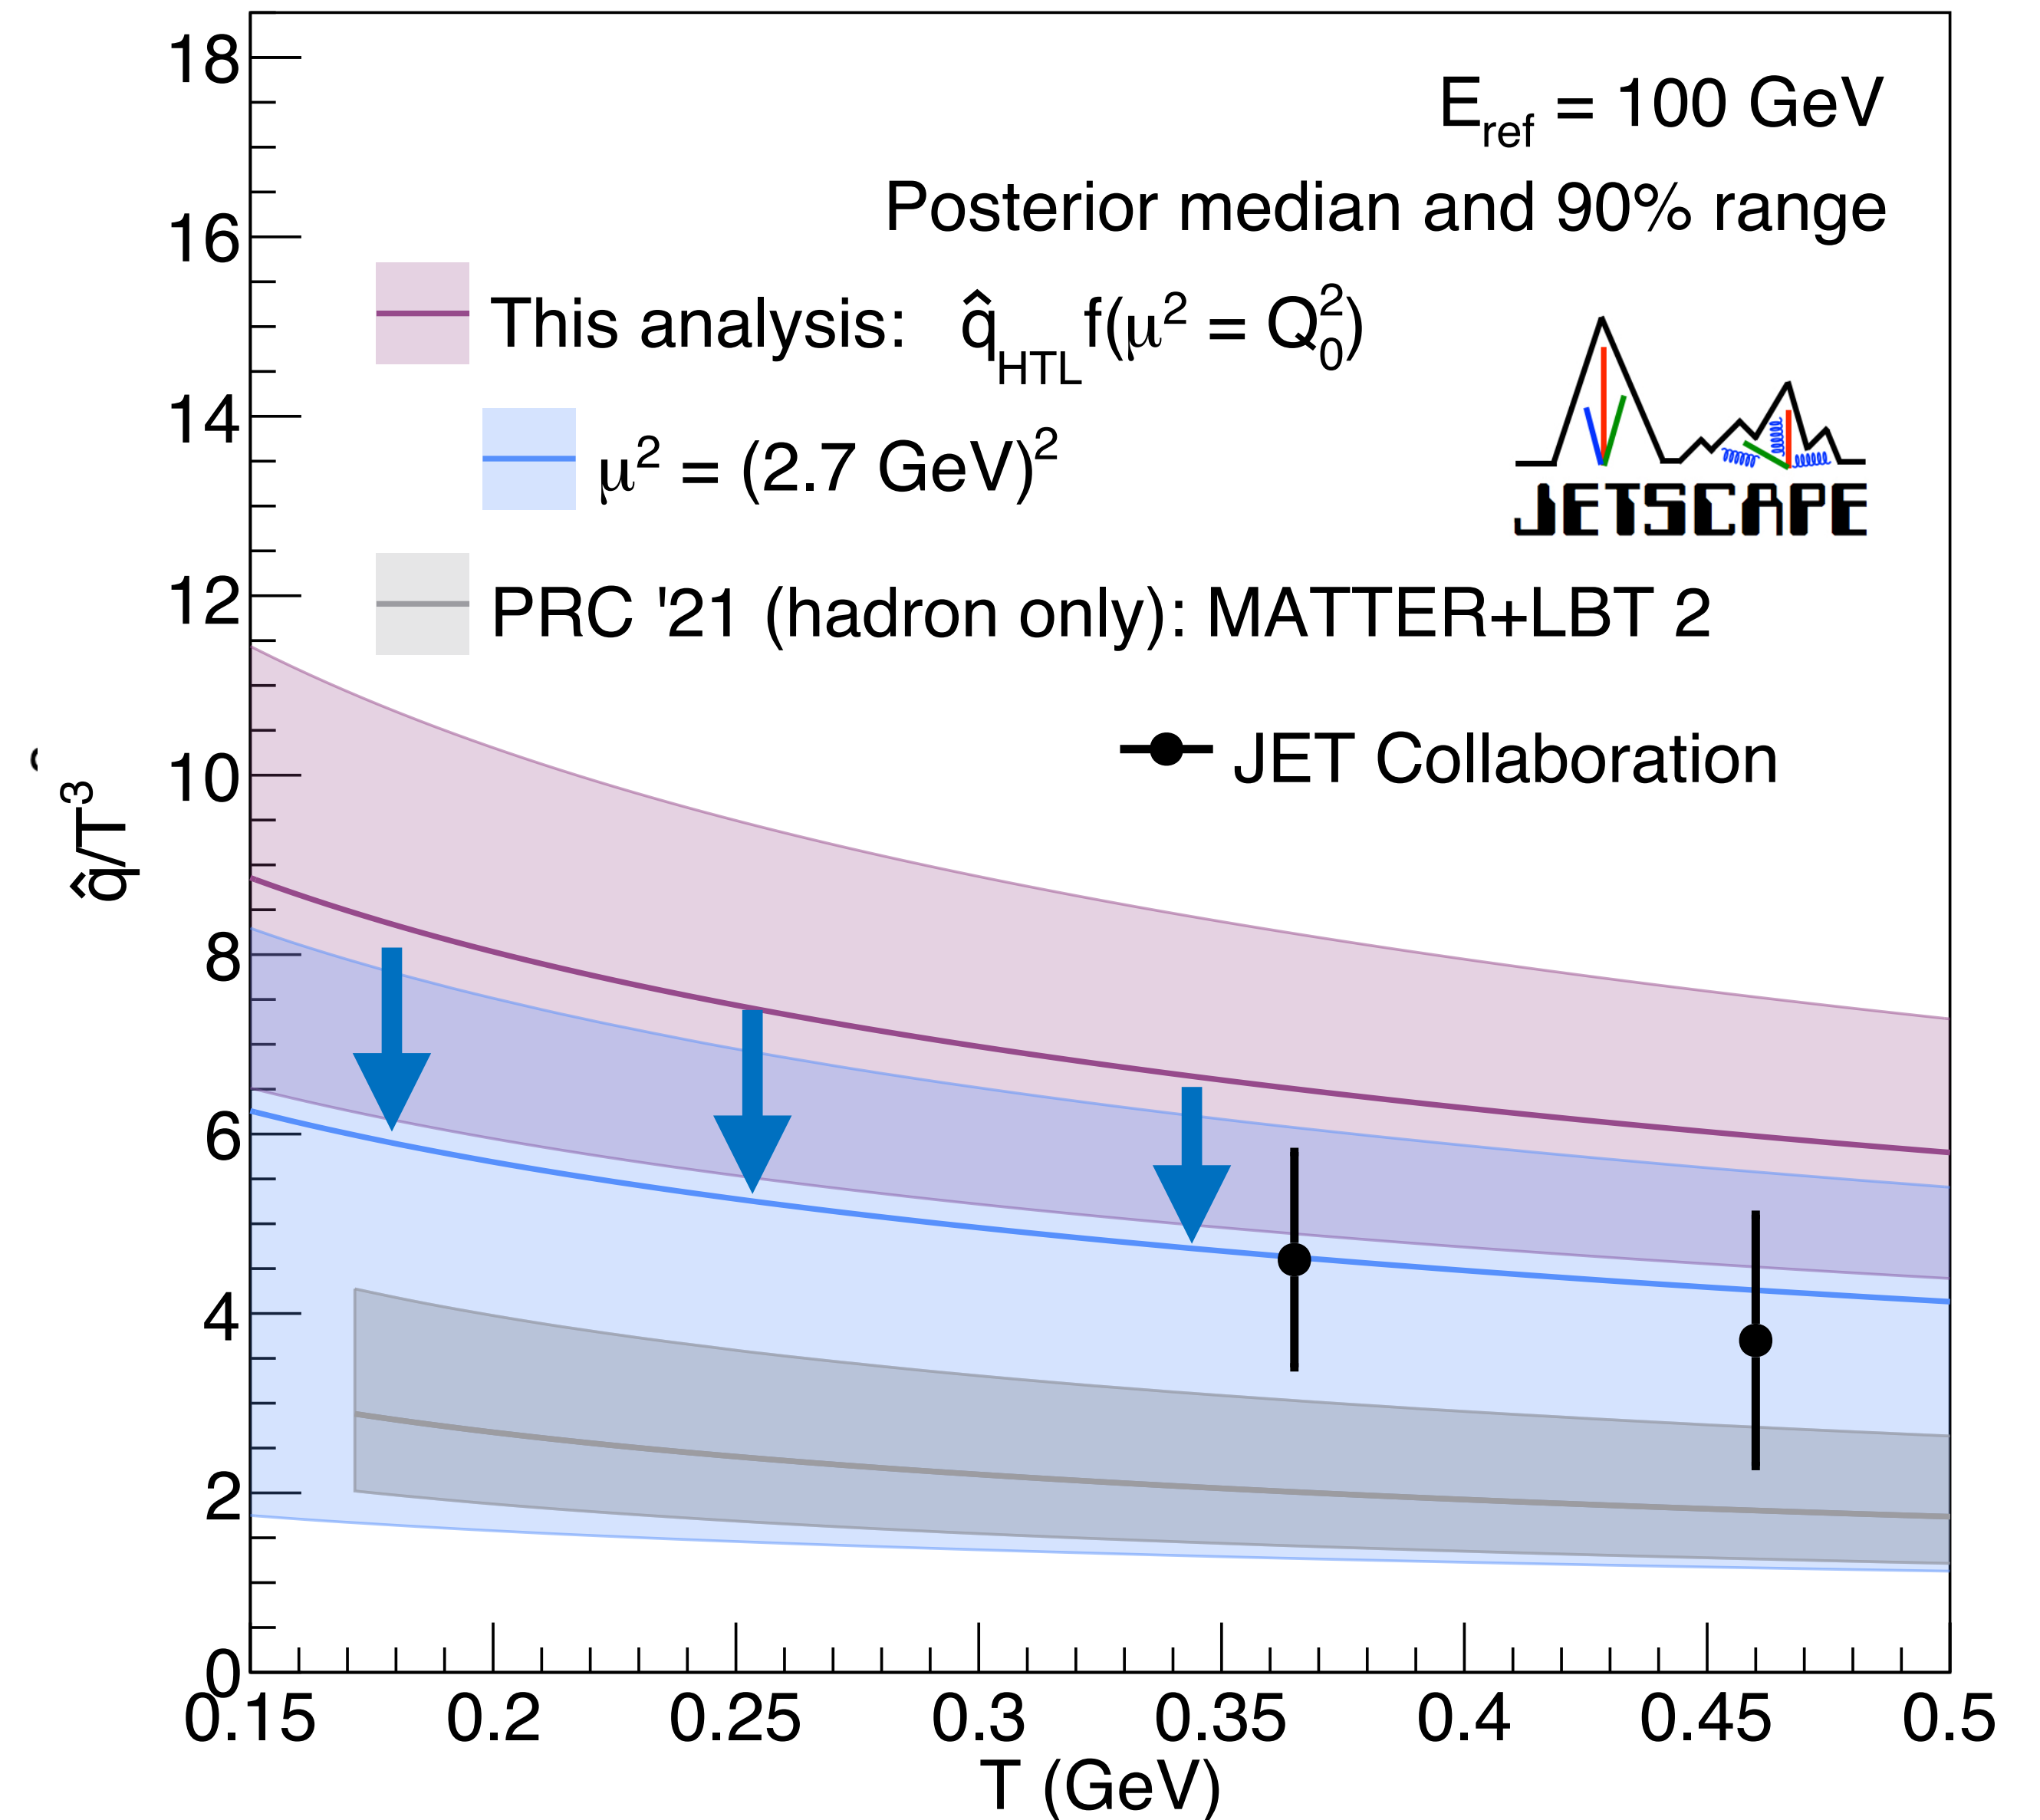 E_ref = 100 GeV
Posterior median and 90% range
This analysis: q̂_HTL f(μ² = Q₀²)
μ² = (2.7 GeV)²
JETSCAPE
PRC '21 (hadron only): MATTER+LBT 2
JET Collaboration
q̂/T³
18
16
14
12
10
8
6
4
2
0
0.15 0.2 0.25 0.3 0.35 0.4 0.45 0.5
T (GeV)